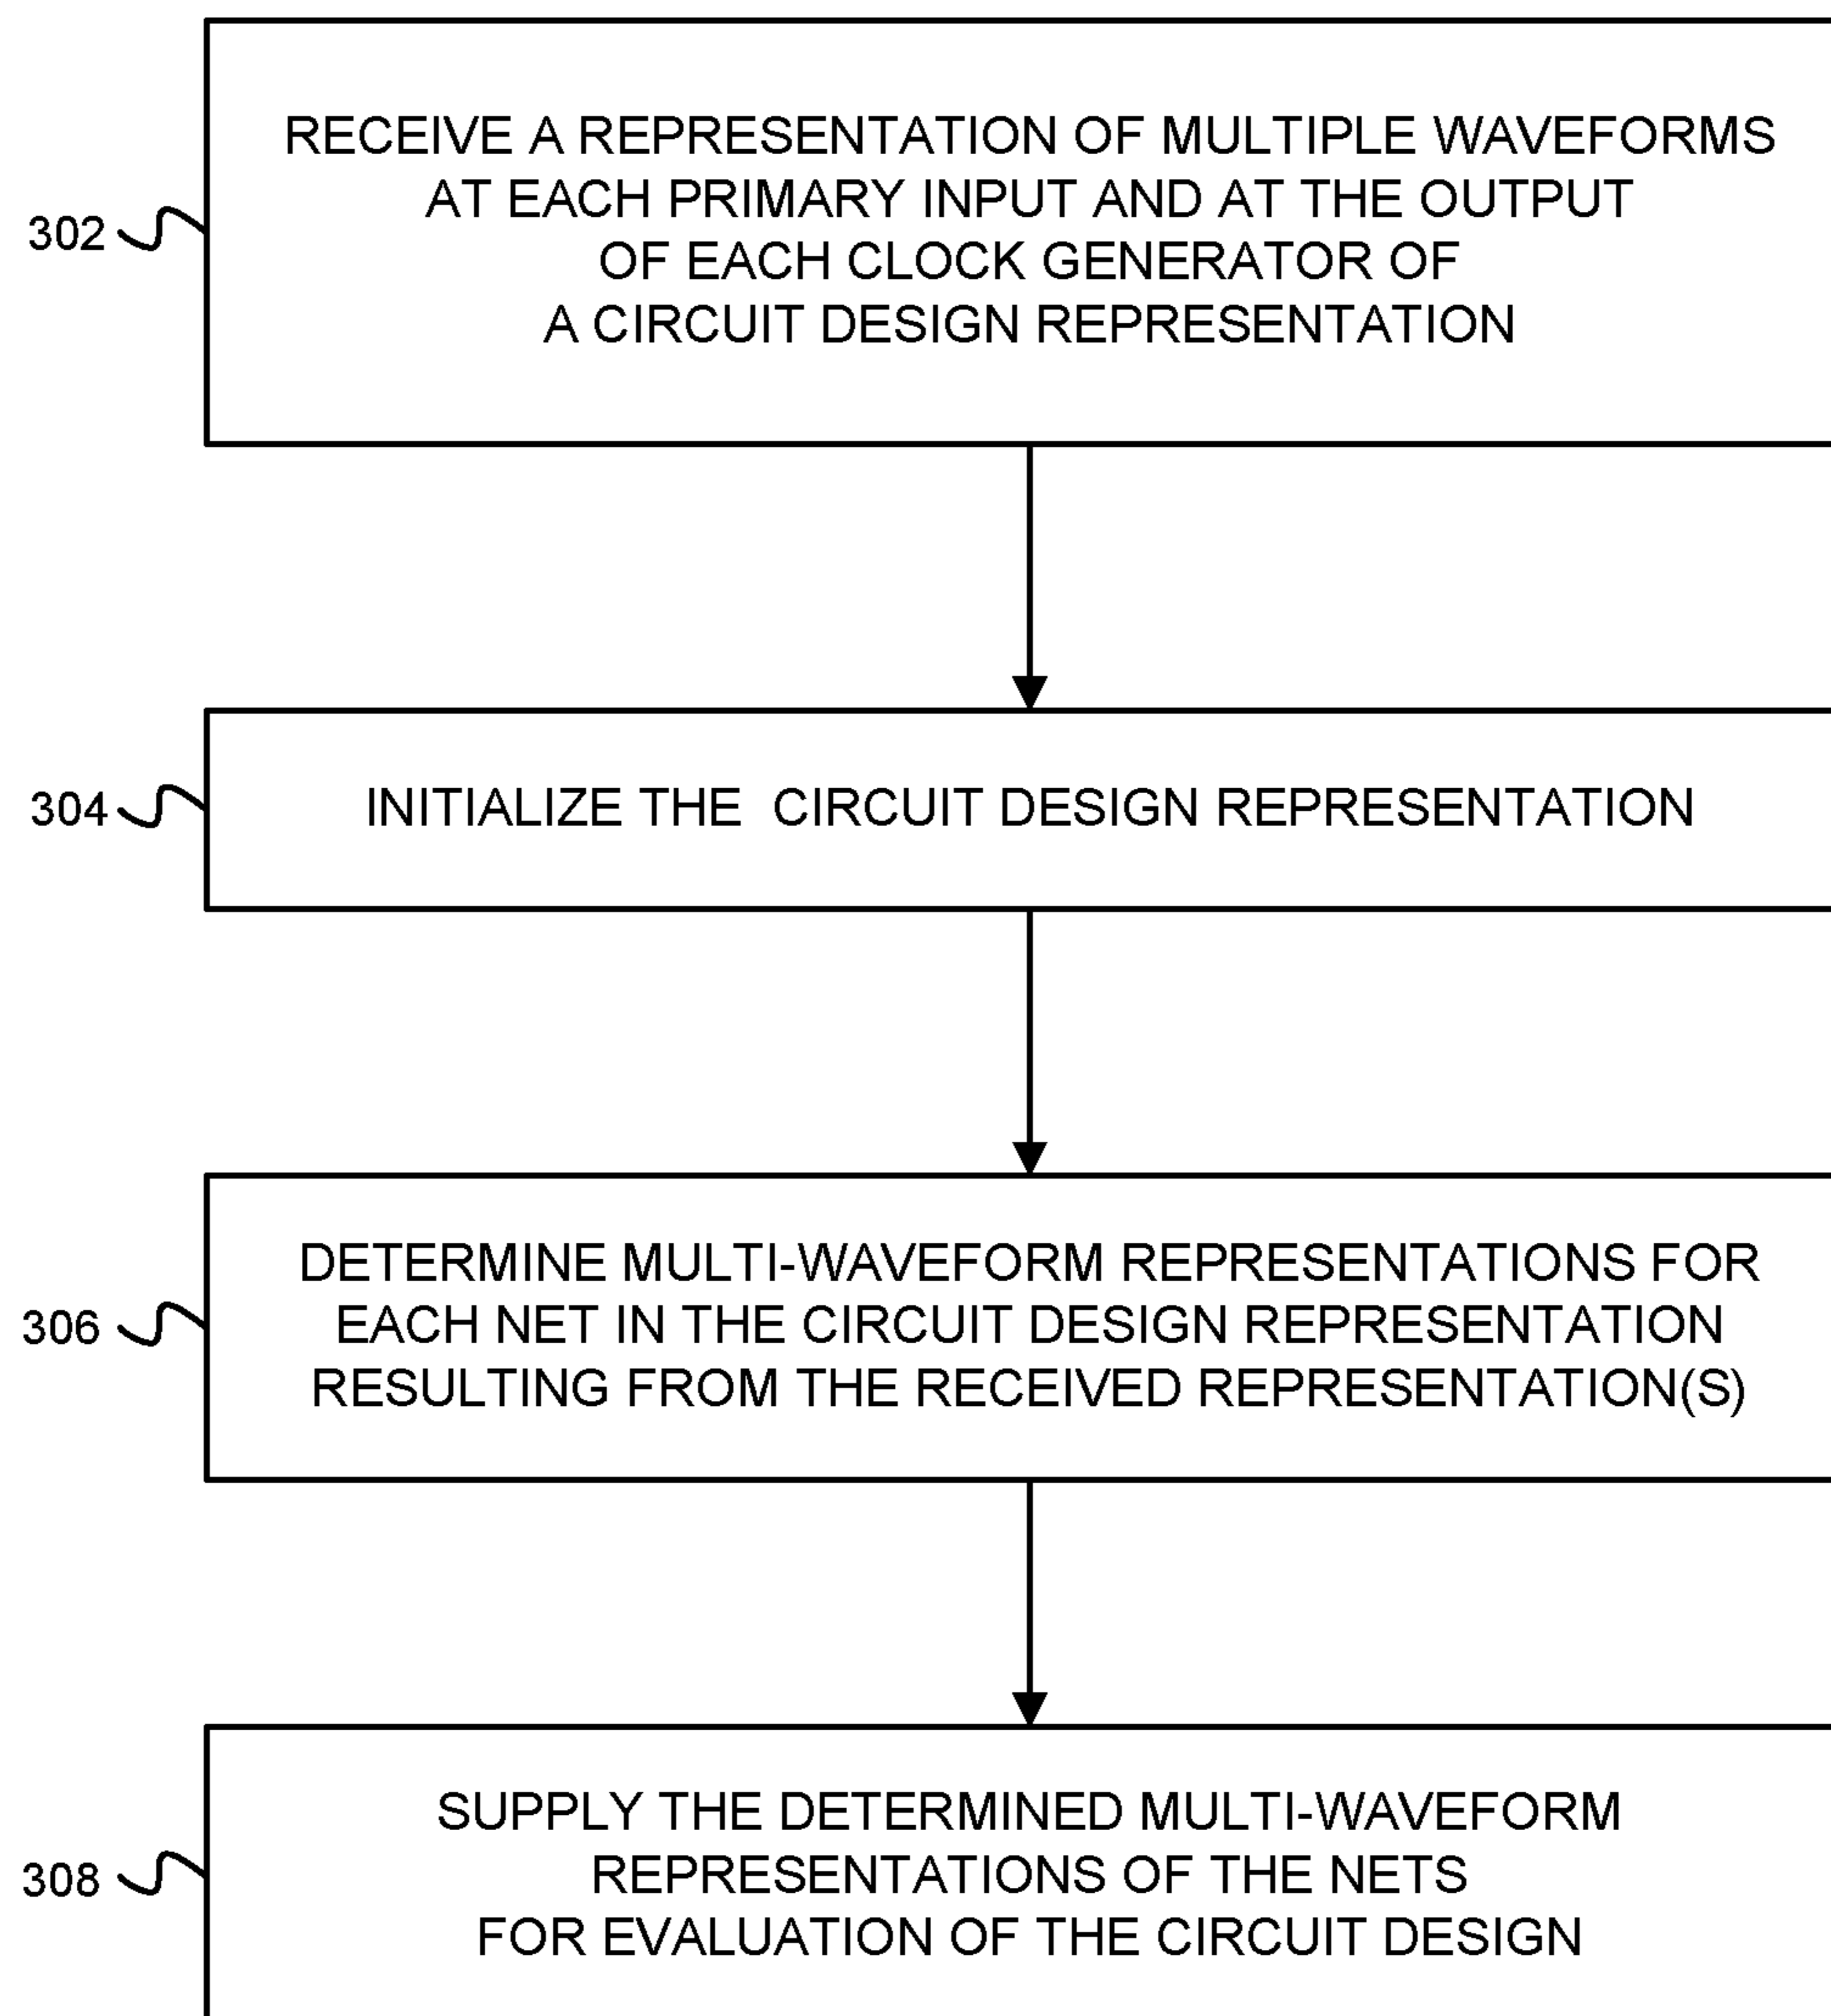 RECEIVE A REPRESENTATION OF MULTIPLE WAVEFORMS
AT EACH PRIMARY INPUT AND AT THE OUTPUT
302
OF EACH CLOCK GENERATOR OF
A CIRCUIT DESIGN REPRESENTATION
304
INITIALIZE THE CIRCUIT DESIGN REPRESENTATION
DETERMINE MULTI-WAVEFORM REPRESENTATIONS FOR
306
EACH NET IN THE CIRCUIT DESIGN REPRESENTATION
RESULTING FROM THE RECEIVED REPRESENTATION(S)
SUPPLY THE DETERMINED MULTI-WAVEFORM
308
REPRESENTATIONS OF THE NETS
FOR EVALUATION OF THE CIRCUIT DESIGN